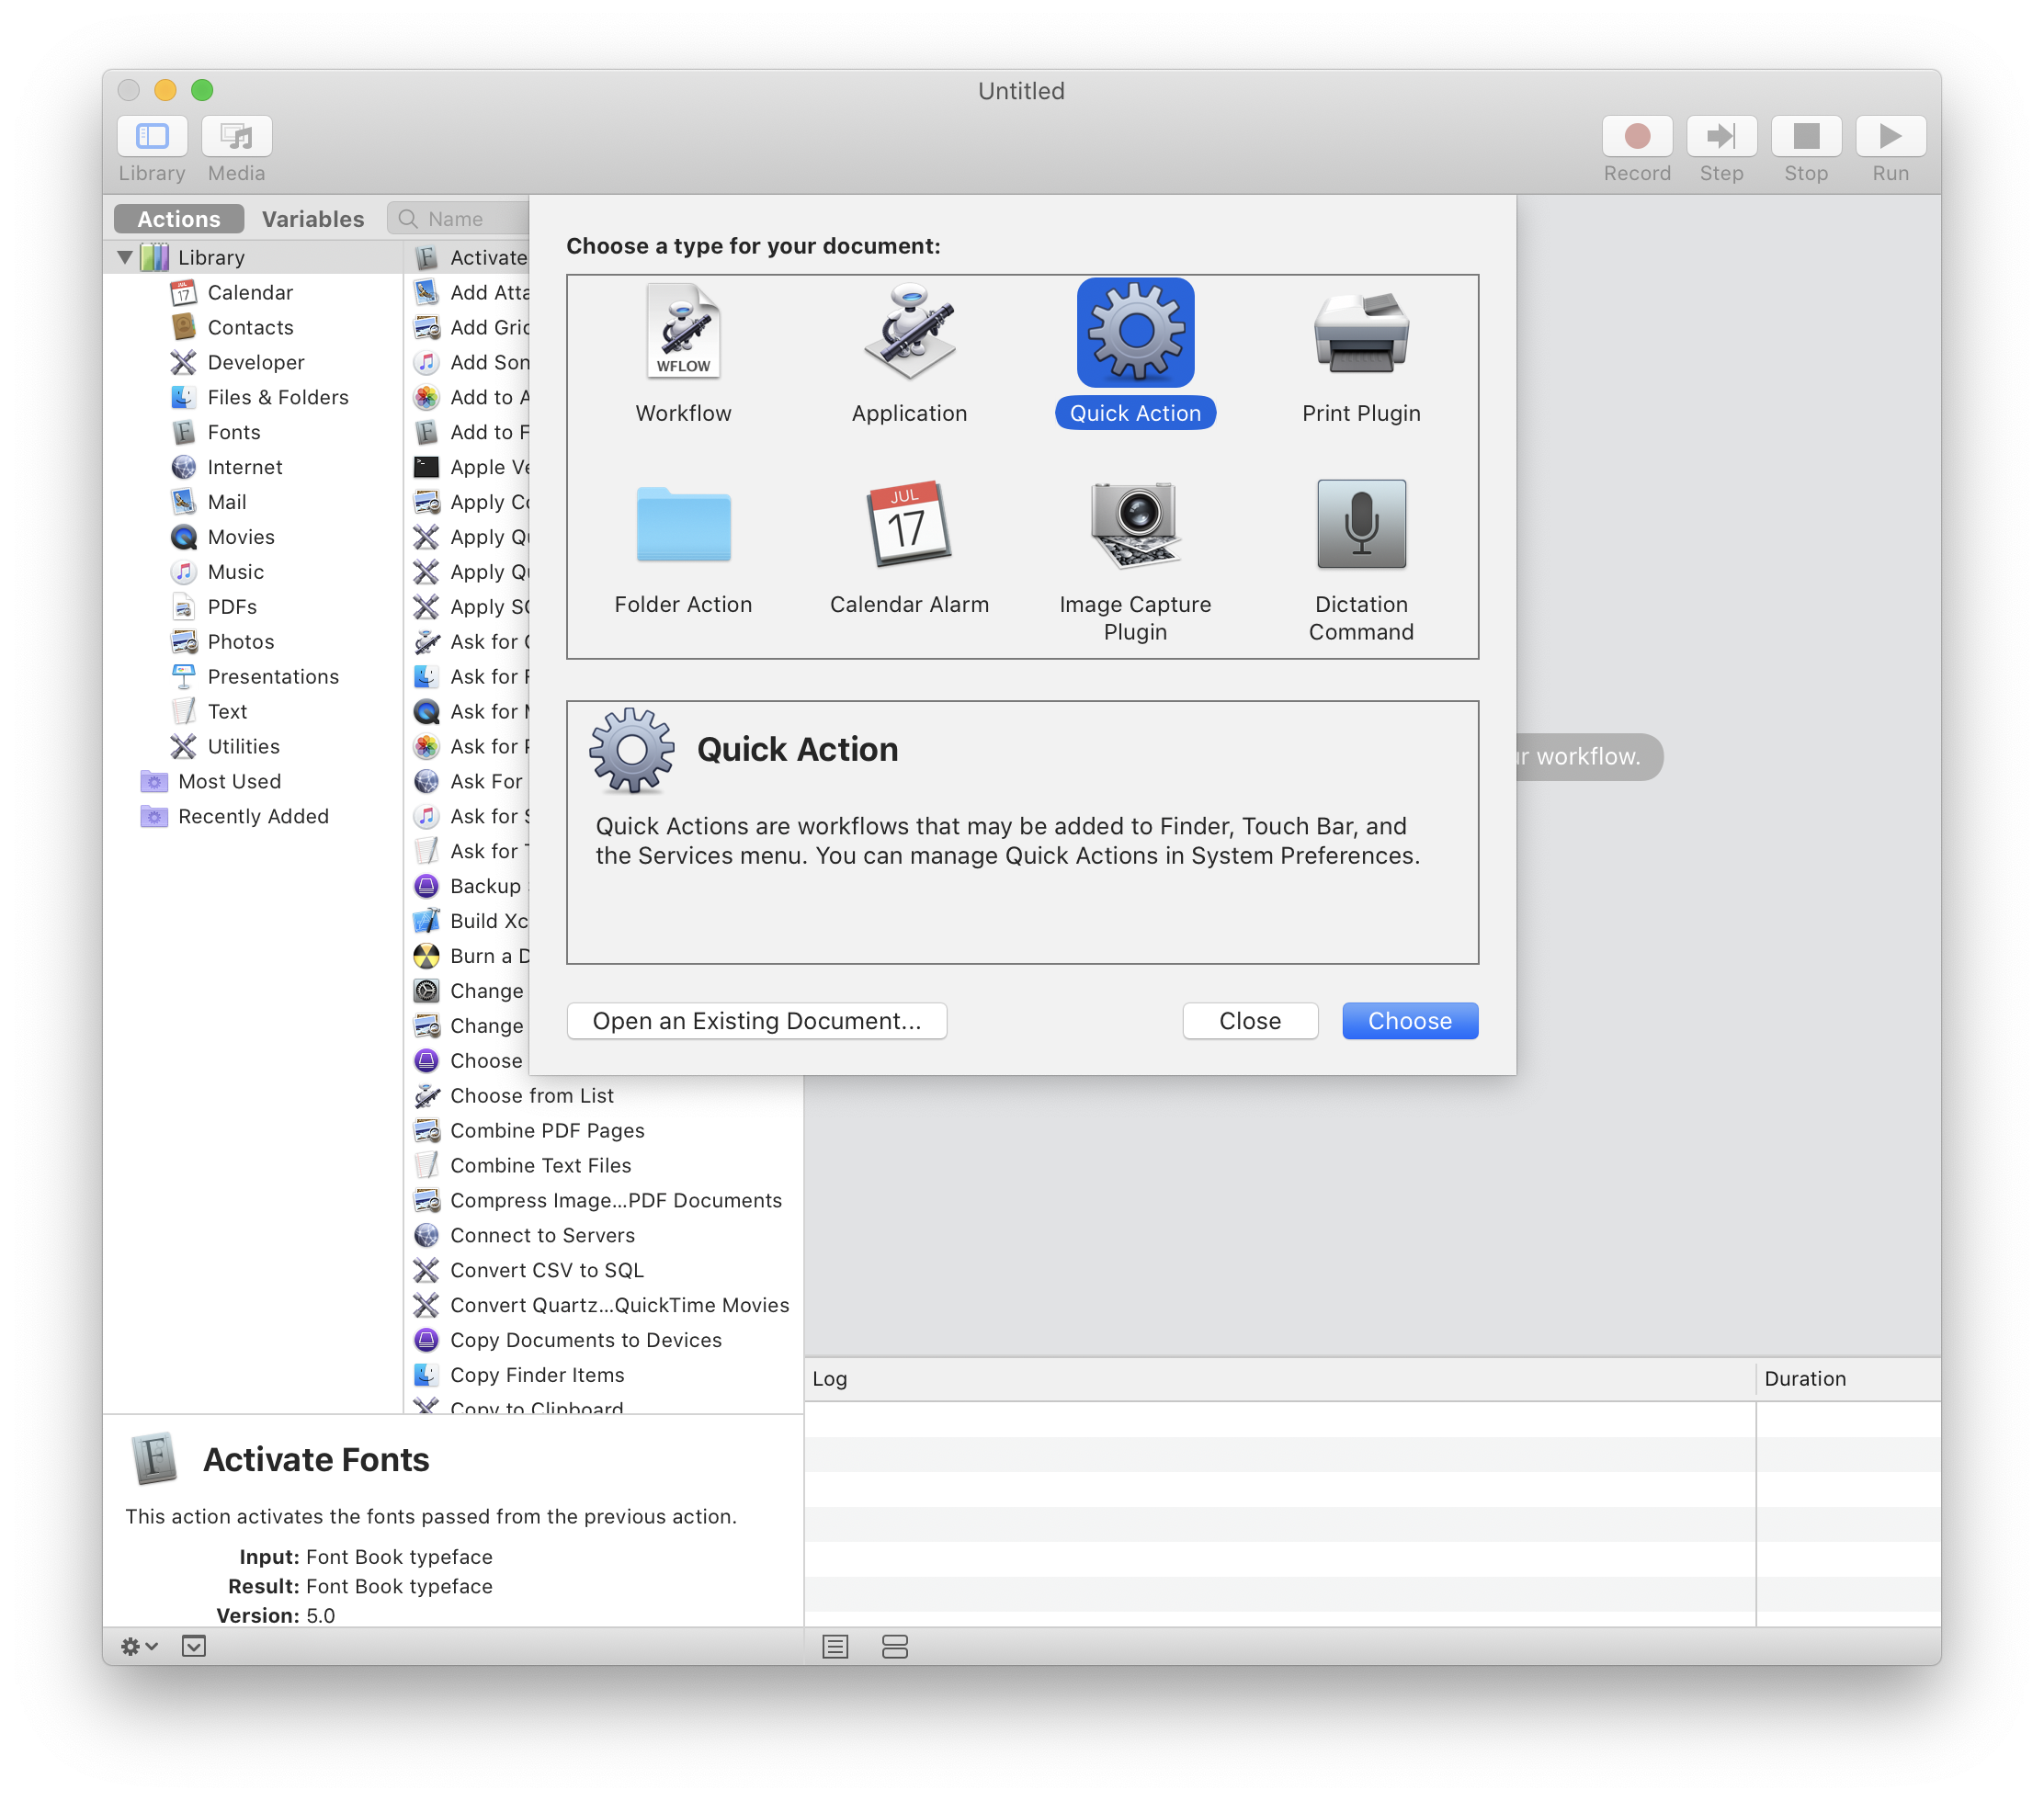 Untitled
Library
Media
Record
Step
Stop
Run
Actions
Variables
Name
Library
Calendar
Contacts
Developer
Files & Folders
Fonts
Internet
Mail
Movies
Music
PDFs
Photos
Presentations
Text
Utilities
Most Used
Recently Added
Activate
Add Atta
Add Grid
Add Son
Add to A
Add to F
Apple Ve
Apply Co
Apply Qu
Apply Qu
Apply SQ
Ask for
Ask for F
Ask for M
Ask for P
Ask For
Ask for S
Ask for T
Backup
Build Xc
Burn a D
Change
Change
Choose
Choose from List
Combine PDF Pages
Combine Text Files
Compress Image...PDF Documents
Connect to Servers
Convert CSV to SQL
Convert Quartz...QuickTime Movies
Copy Documents to Devices
Copy Finder Items
Copy to Clipboard
Choose a type for your document:
WFLOW
Workflow
Application
Quick Action
Print Plugin
Folder Action
JUL
17
Calendar Alarm
Image Capture
Plugin
Dictation
Command
Quick Action
Quick Actions are workflows that may be added to Finder, Touch Bar, and
the Services menu. You can manage Quick Actions in System Preferences.
Open an Existing Document...
Close
Choose
ur workflow.
Log
Duration
Activate Fonts
This action activates the fonts passed from the previous action.
Input: Font Book typeface
Result: Font Book typeface
Version: 5.0